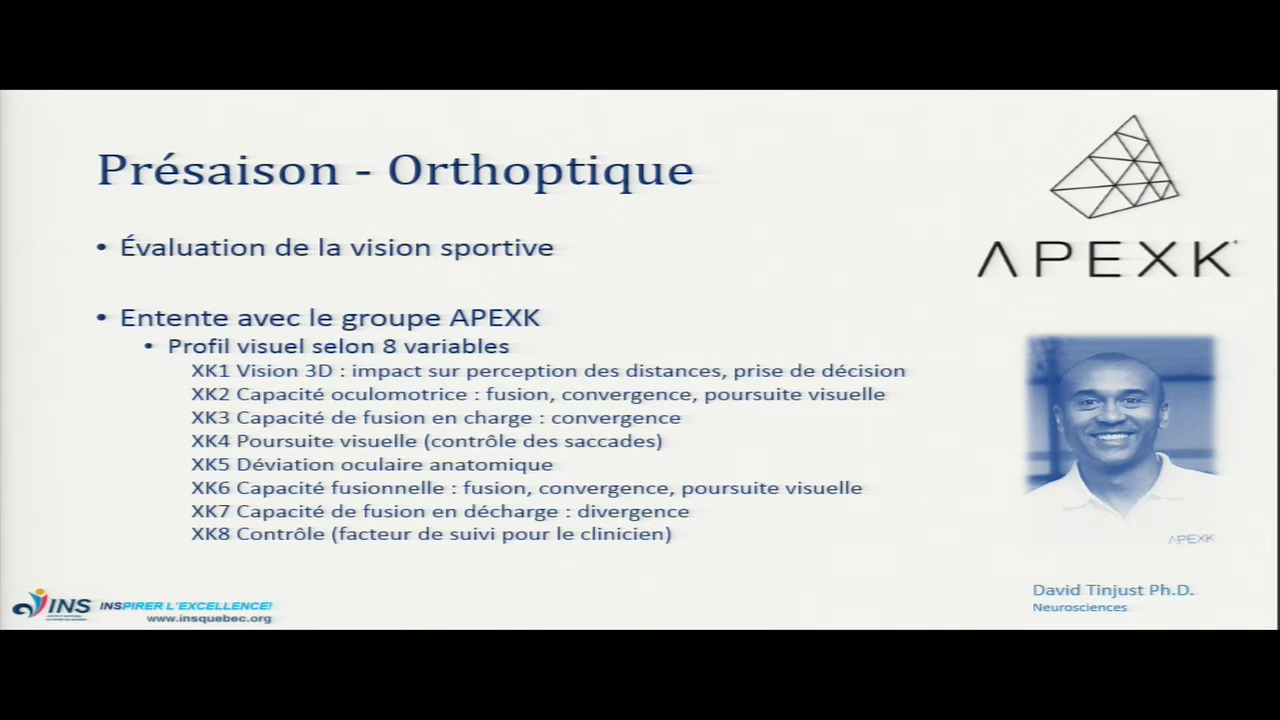 Présaison - Orthoptique
• Évaluation de la vision sportive
• Entente avec le groupe APEXK
• Profil visuel selon 8 variables
XK1 Vision 3D : impact sur perception des distances, prise de décision
XK2 Capacité oculomotrice : fusion, convergence, poursuite visuelle
XK3 Capacité de fusion en charge : convergence
XK4 Poursuite visuelle (contrôle des saccades)
XK5 Déviation oculaire anatomique
XK6 Capacité fusionnelle : fusion, convergence, poursuite visuelle
XK7 Capacité de fusion en décharge : divergence
XK8 Contrôle (facteur de suivi pour le clinicien)
APEXK
APEXK
David Tinjust Ph.D.
Neurosciences
INS INSPIRER L'EXCELLENCE!
www.insquebec.org